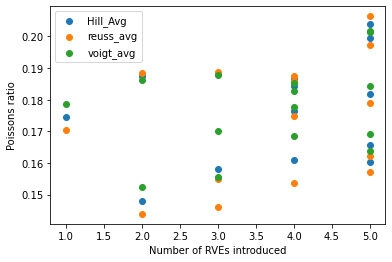 Hill_Avg
reuss_avg
voigt_avg
0.20
0.19
0.18
0.17
0.16
0.15
Poissons ratio
1.0 1.5 2.0 2.5 3.0 3.5 4.0 4.5 5.0
Number of RVEs introduced